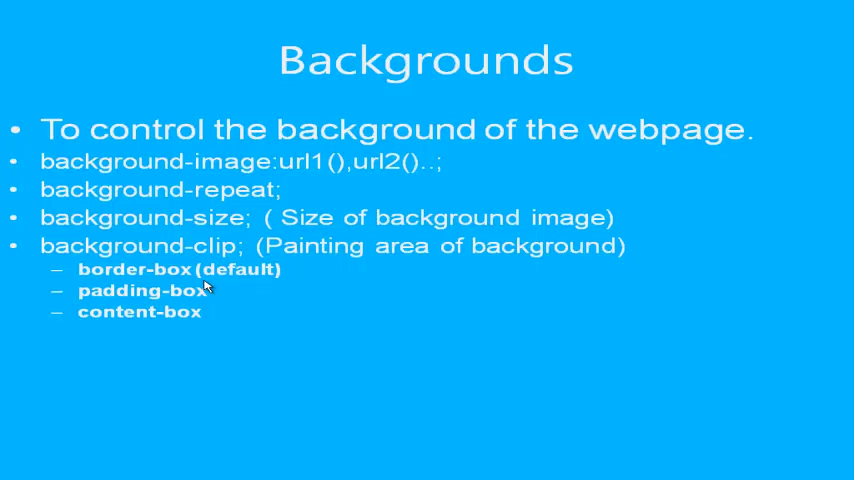 Backgrounds
• To control the background of the webpage.
• background-image:url1(),url2()..;
• background-repeat;
• background-size; ( Size of background image)
• background-clip; (Painting area of background)
– border-box (default)
– padding-box
– content-box